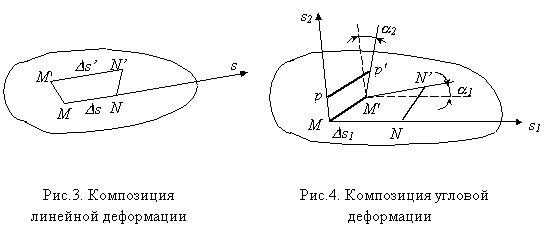 Δs'
N'
s
M'
M
Δs
N
s2
α2
p'
p
N'
M'
α1
M
Δs1
N
s1
Рис.3. Композиция
линейной деформации
Рис.4. Композиция угловой
деформации